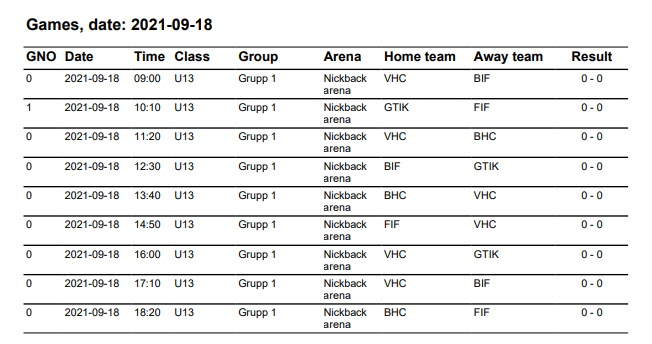 Games, date: 2021-09-18
GNO Date Time Class Group Arena Home team Away team Result
0 2021-09-18 09:00 U13 Grupp 1 Nickback VHC BIF 0 - 0
arena
1 2021-09-18 10:10 U13 Grupp 1 Nickback GTIK FIF 0 - 0
arena
0 2021-09-18 11:20 U13 Grupp 1 Nickback VHC BHC 0 - 0
arena
0 2021-09-18 12:30 U13 Grupp 1 Nickback BIF GTIK 0 - 0
arena
0 2021-09-18 13:40 U13 Grupp 1 Nickback BHC VHC 0 - 0
arena
0 2021-09-18 14:50 U13 Grupp 1 Nickback FIF VHC 0 - 0
arena
0 2021-09-18 16:00 U13 Grupp 1 Nickback VHC GTIK 0 - 0
arena
0 2021-09-18 17:10 U13 Grupp 1 Nickback VHC BIF 0 - 0
arena
0 2021-09-18 18:20 U13 Grupp 1 Nickback BHC FIF 0 - 0
arena